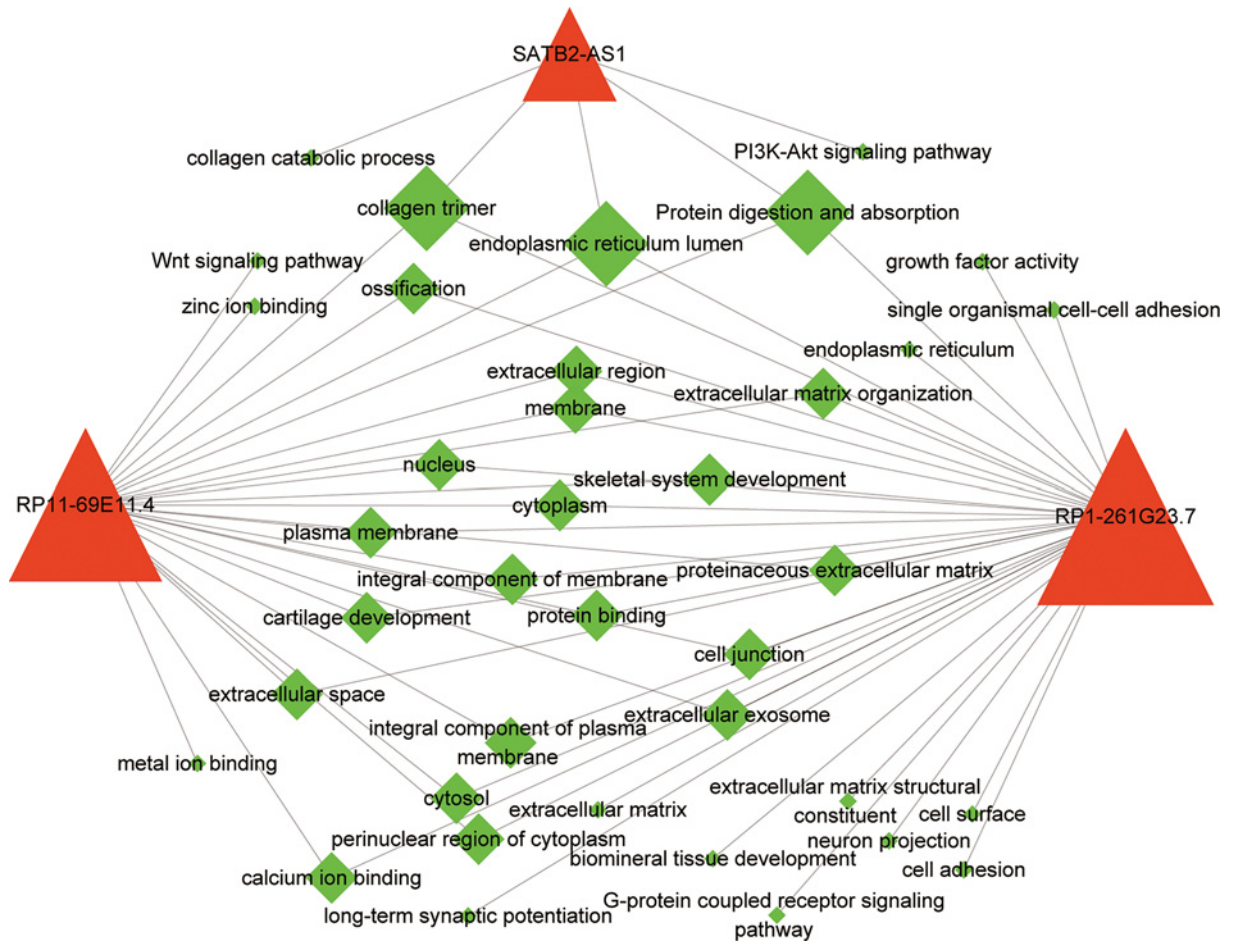 SATB2-AS1
collagen catabolic process
PI3K-Akt signaling pathway
collagen trimer
Protein digestion and absorption
endoplasmic reticulum lumen
Wnt signaling pathway
growth factor activity
ossification
zinc ion binding
single organismal cell-cell adhesion
endoplasmic reticulum
extracellular region
extracellular matrix organization
membrane
nucleus
skeletal system development
RP11-69E11.4
cytoplasm
RP1-261G23.7
plasma membrane
integral component of membrane
proteinaceous extracellular matrix
cartilage development
protein binding
cell junction
extracellular space
extracellular exosome
integral component of plasma
membrane
metal ion binding
extracellular matrix structural
constituent
cytosol
extracellular matrix
cell surface
perinuclear region of cytoplasm
neuron projection
biomineral tissue development
cell adhesion
calcium ion binding
G-protein coupled receptor signaling
pathway
long-term synaptic potentiation